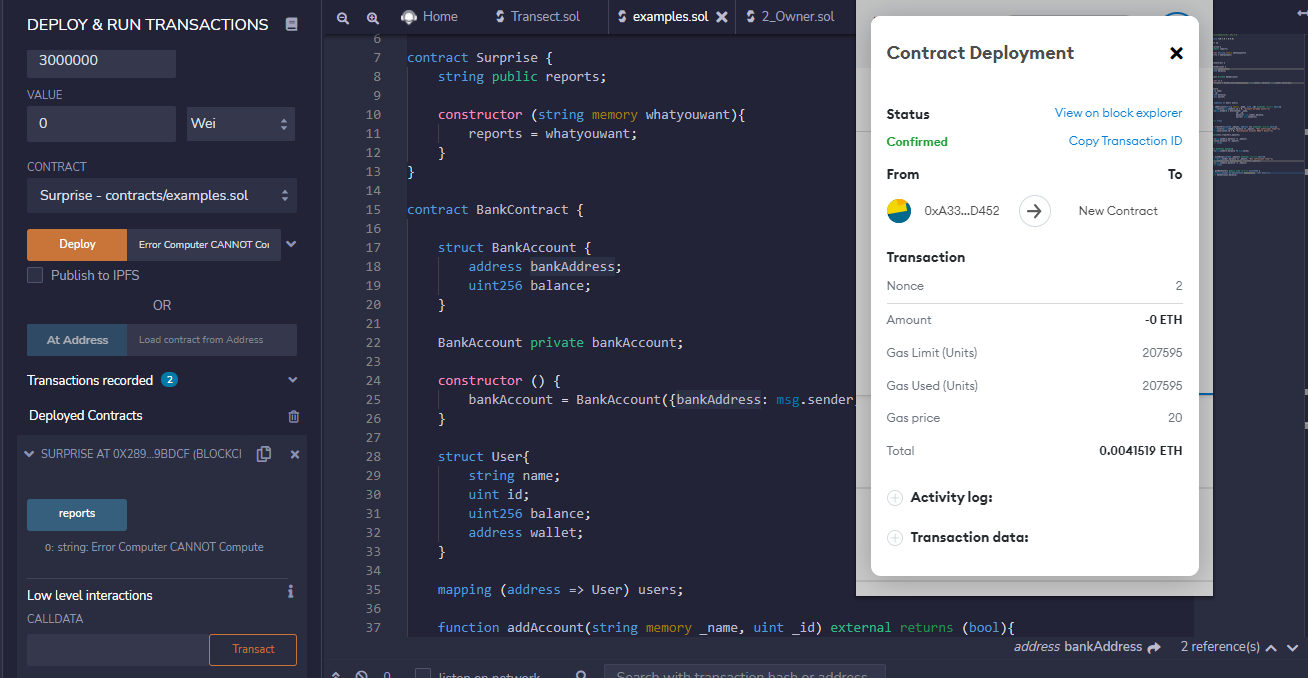 DEPLOY & RUN TRANSACTIONS
3000000
VALUE
0
Wei
CONTRACT
Surprise - contracts/examples.sol
Deploy
Error Computer CANNOT Co
Publish to IPFS
OR
At Address
Load contract from Address
Transactions recorded 2
Deployed Contracts
SURPRISE AT 0X289...9BDCF (BLOCKC
reports
0: string: Error Computer CANNOT Compute
Low level interactions
CALLDATA
Transact
Home
Transect.sol
examples.sol
2_Owner.sol
6
7 contract Surprise {
8 string public reports;
9
10 constructor (string memory whatyouwant){
11 reports = whatyouwant;
12 }
13 }
14
15 contract BankContract {
16
17 struct BankAccount {
18 address bankAddress;
19 uint256 balance;
20 }
21
22 BankAccount private bankAccount;
23
24 constructor () {
25 bankAccount = BankAccount({bankAddress: msg.sender
26 }
27
28 struct User{
29 string name;
30 uint id;
31 uint256 balance;
32 address wallet;
33 }
34
35 mapping (address => User) users;
36
37 function addAccount(string memory _name, uint _id) external returns (bool){
address bankAddress
2 reference(s)
0
listen on network
Search with transaction hash or address
Contract Deployment
Status
View on block explorer
Confirmed
Copy Transaction ID
From
To
0xA33...D452
New Contract
Transaction
Nonce 2
Amount -0 ETH
Gas Limit (Units) 207595
Gas Used (Units) 207595
Gas price 20
Total 0.0041519 ETH
Activity log:
Transaction data: